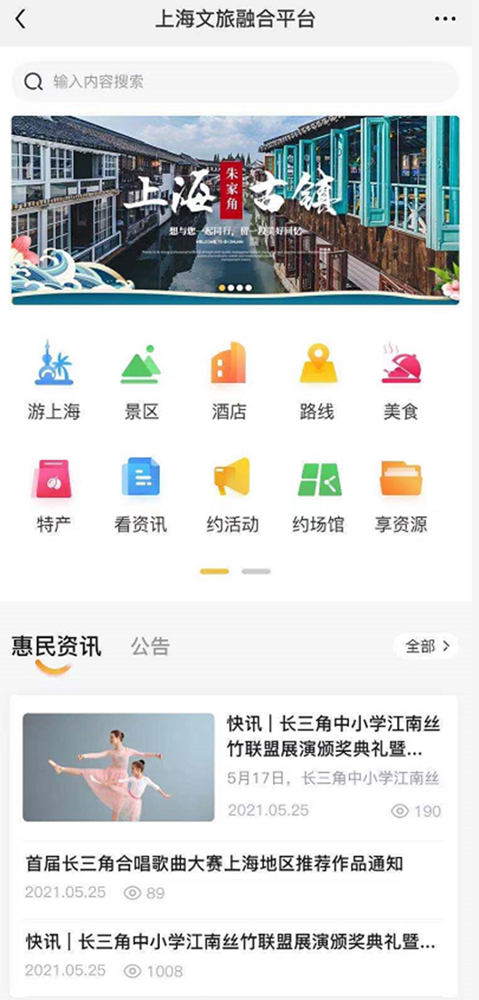 上海文旅融合平台
输入内容搜索
上海
朱家角
古镇
想与您一起同行，留一段美好回忆
游上海
景区
酒店
路线
美食
特产
看资讯
约活动
约场馆
享资源
惠民资讯
公告
全部
快讯 | 长三角中小学江南丝
竹联盟展演颁奖典礼暨...
5月17日，长三角中小学江南丝
2021.05.25
190
首届长三角合唱歌曲大赛上海地区推荐作品通知
2021.05.25
89
快讯 | 长三角中小学江南丝竹联盟展演颁奖典礼暨...
2021.05.25
1008